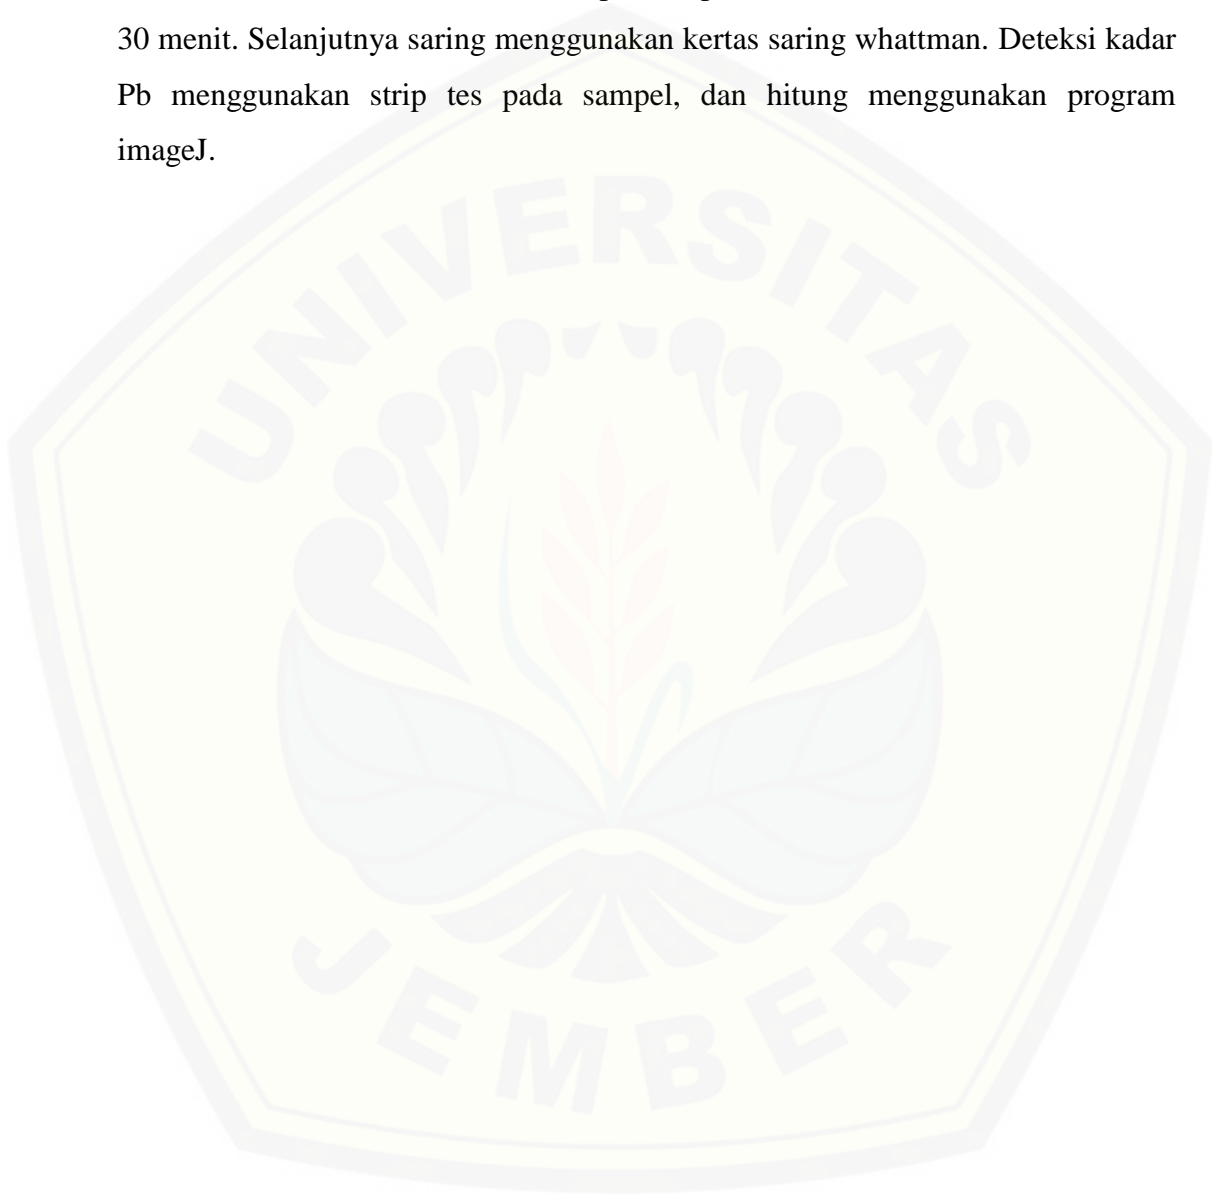 30 menit. Selanjutnya saring menggunakan kertas saring whattman. Deteksi kadar
Pb menggunakan strip tes pada sampel, dan hitung menggunakan program
imageJ.
UNIVERSITAS
JEMBER